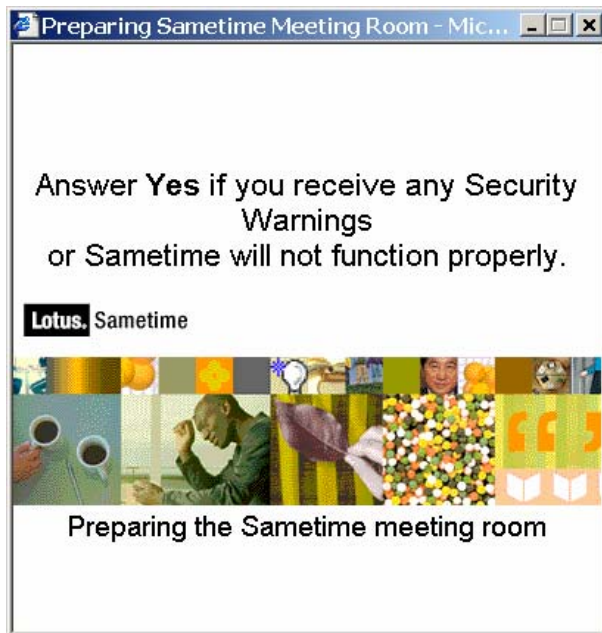 Preparing Sametime Meeting Room - Mic...
Answer Yes if you receive any Security
Warnings
or Sametime will not function properly.
Lotus. Sametime
Preparing the Sametime meeting room